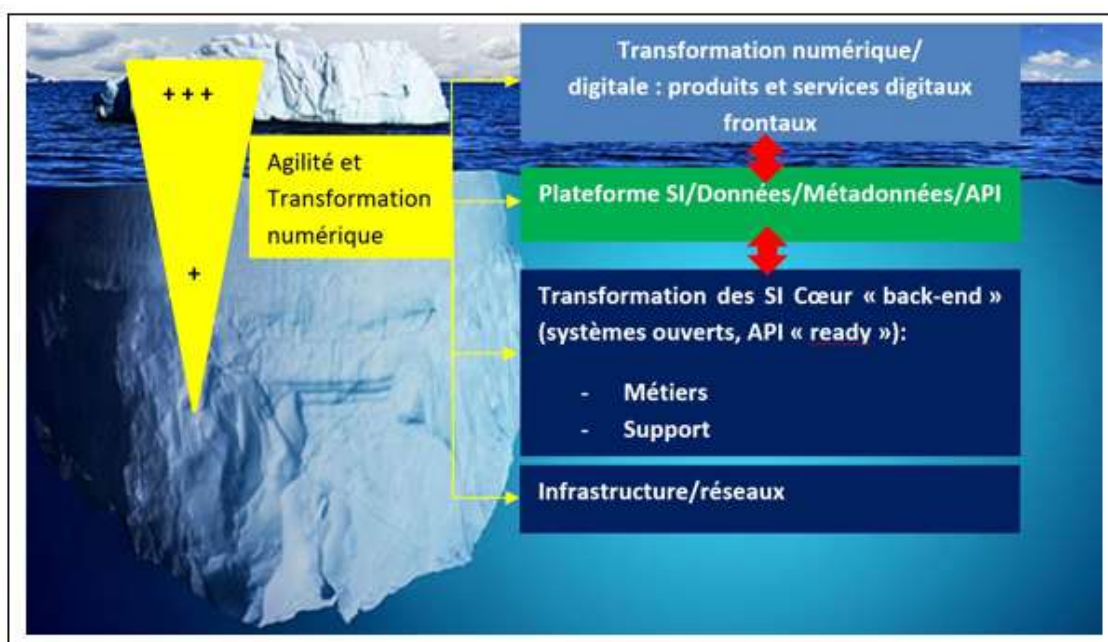 + + +
+
Agilité et
Transformation
numérique
Transformation numérique/
digitale : produits et services digitaux
frontaux
Plateforme SI/Données/Métadonnées/API
Transformation des SI Cœur « back-end »
(systèmes ouverts, API « ready »):
- Métiers
- Support
Infrastructure/réseaux